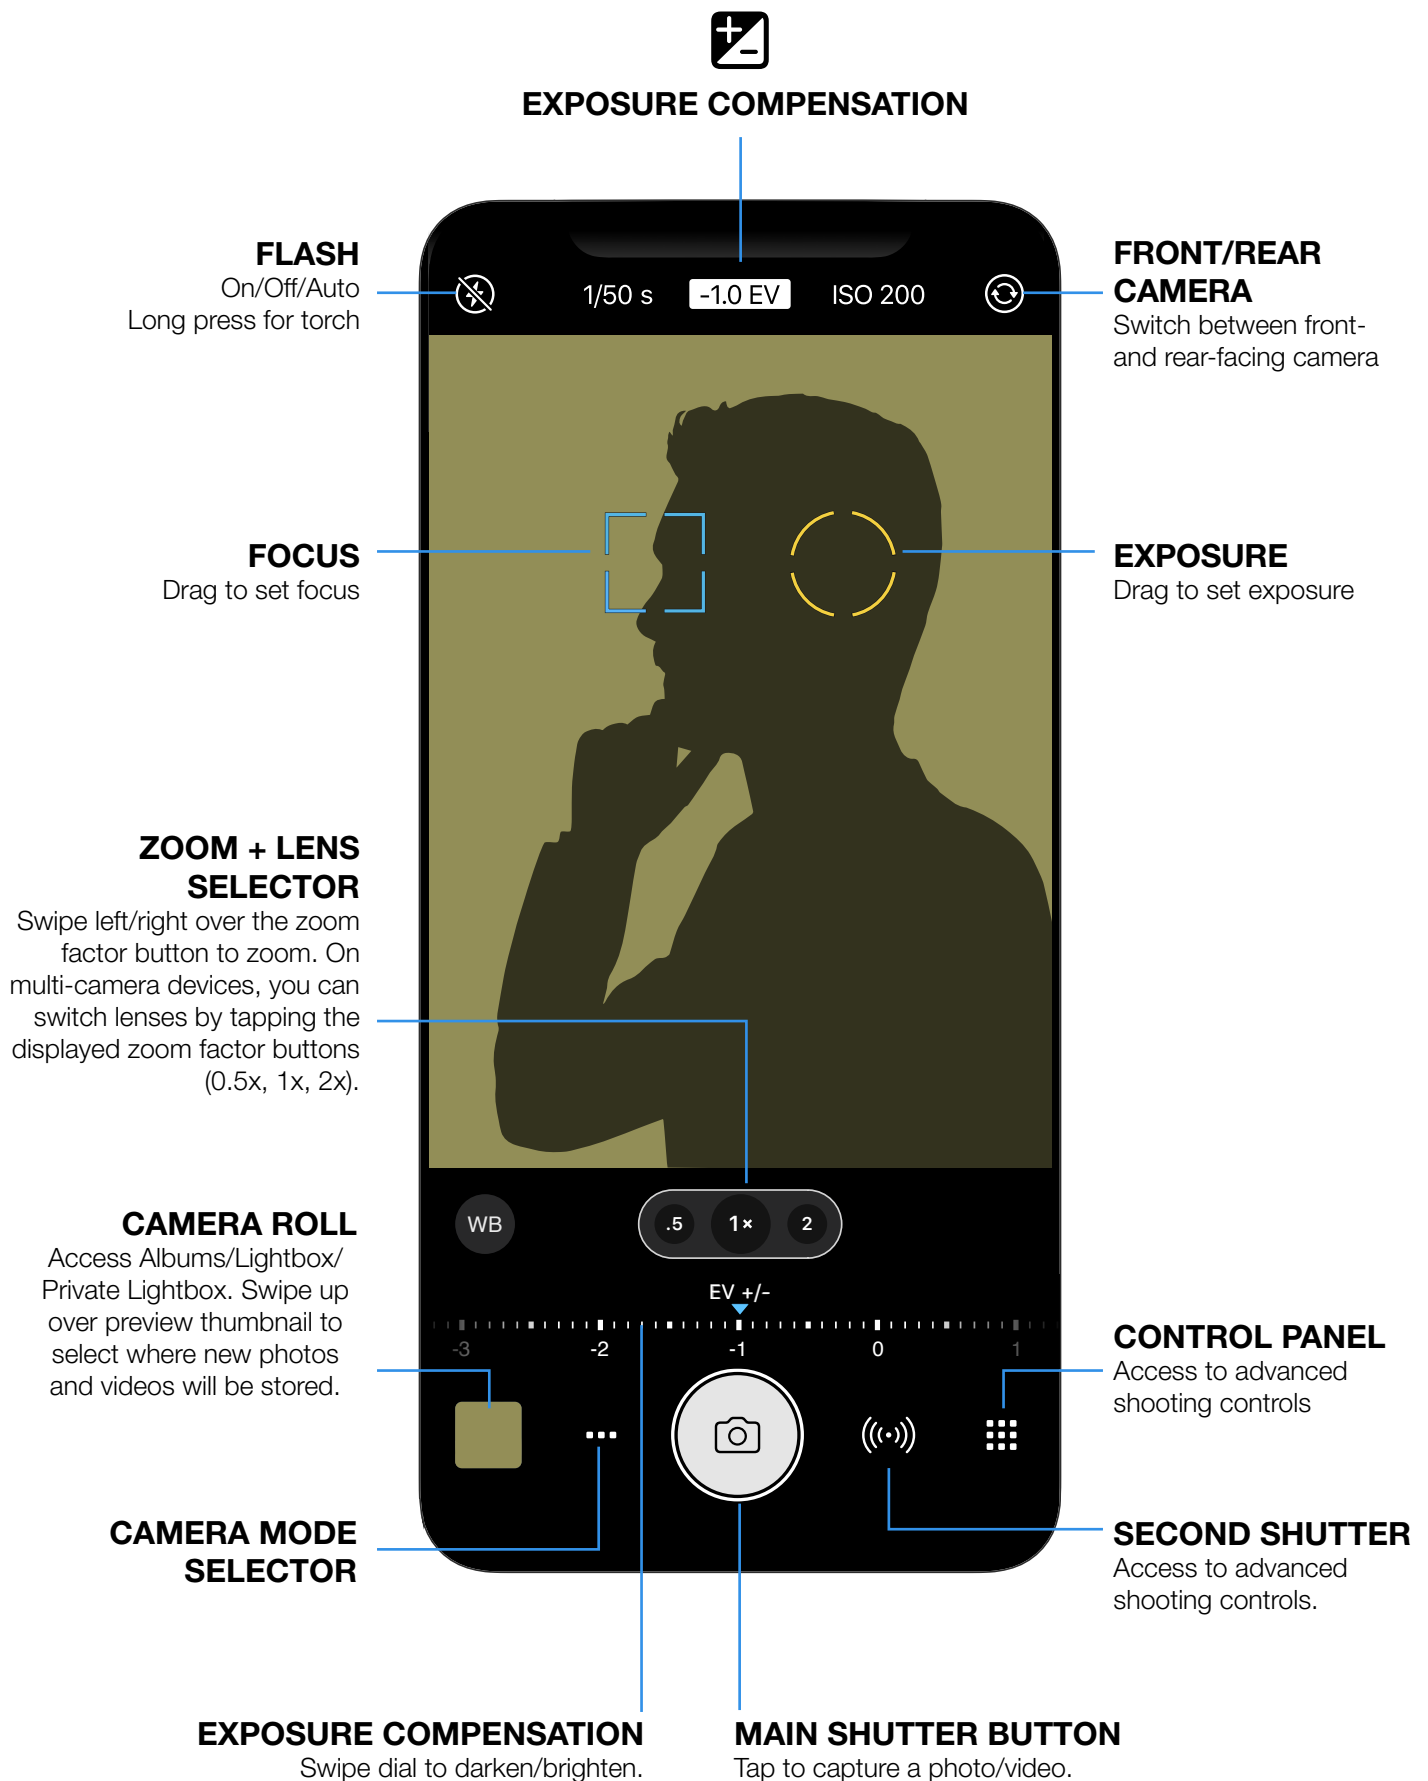 EXPOSURE COMPENSATION
FLASH
On/Off/Auto
Long press for torch
1/50 s
-1.0 EV
ISO 200
FRONT/REAR
CAMERA
Switch between front-
and rear-facing camera
FOCUS
Drag to set focus
EXPOSURE
Drag to set exposure
ZOOM + LENS
SELECTOR
Swipe left/right over the zoom
factor button to zoom. On
multi-camera devices, you can
switch lenses by tapping the
displayed zoom factor buttons
(0.5x, 1x, 2x).
WB
.5
1×
2
EV +/-
-3
-2
-1
0
1
CAMERA ROLL
Access Albums/Lightbox/
Private Lightbox. Swipe up
over preview thumbnail to
select where new photos
and videos will be stored.
CONTROL PANEL
Access to advanced
shooting controls
CAMERA MODE
SELECTOR
SECOND SHUTTER
Access to advanced
shooting controls.
EXPOSURE COMPENSATION
Swipe dial to darken/brighten.
MAIN SHUTTER BUTTON
Tap to capture a photo/video.